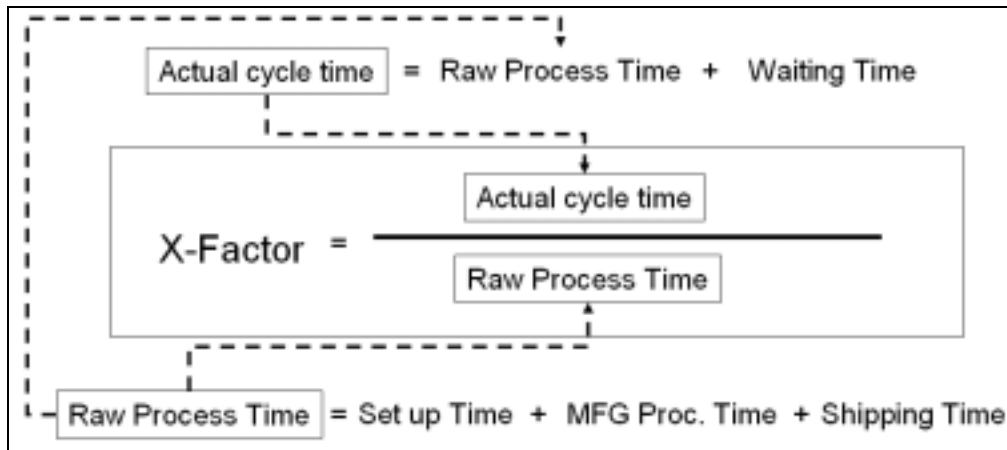 Actual cycle time = Raw Process Time + Waiting Time
Actual cycle time
X-Factor =
Raw Process Time
Raw Process Time = Set up Time + MFG Proc. Time + Shipping Time